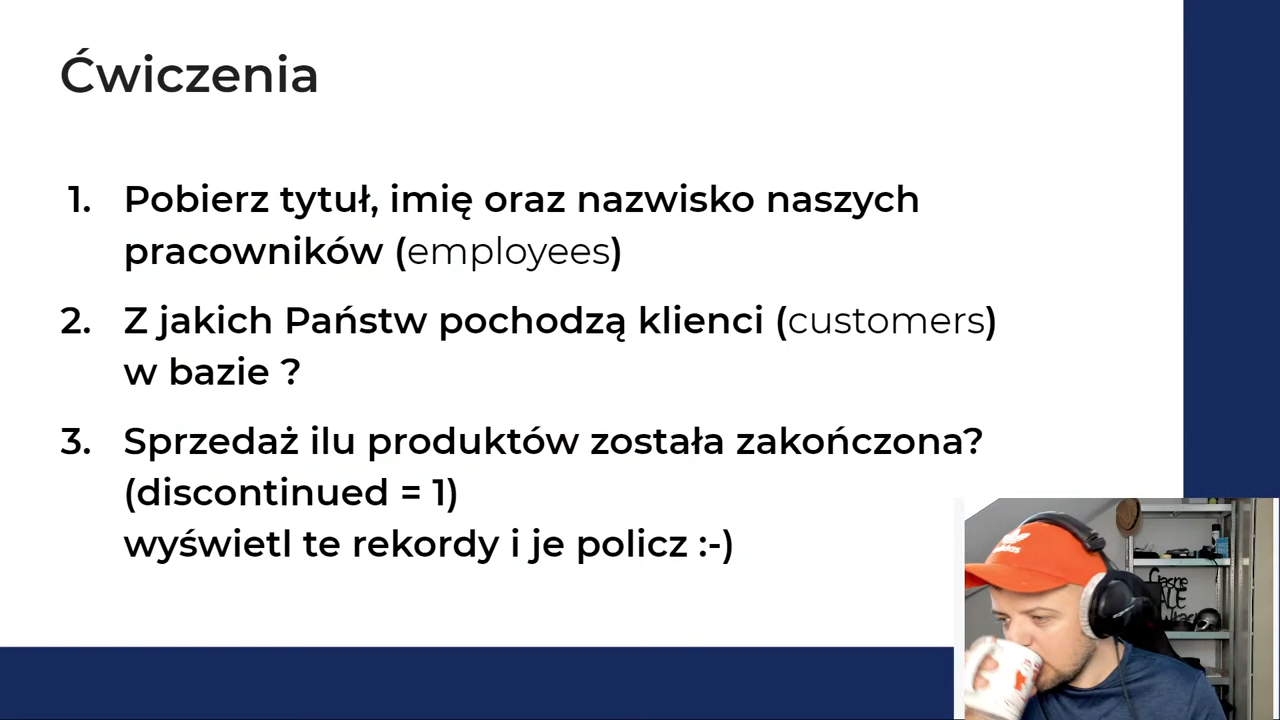 Ćwiczenia
1. Pobierz tytuł, imię oraz nazwisko naszych
pracowników (employees)
2. Z jakich Państw pochodzą klienci (customers)
w bazie ?
3. Sprzedaż ilu produktów została zakończona?
(discontinued = 1)
wyświetl te rekordy i je policz :-)